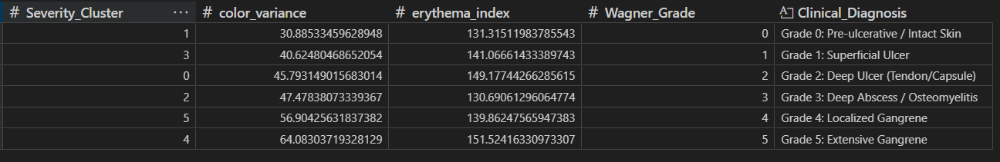 # Severity_Cluster ··· # color_variance # erythema_index # Wagner_Grade A Clinical_Diagnosis
1 30.88533459628948 131.31511983785543 0 Grade 0: Pre-ulcerative / Intact Skin
3 40.62480468652054 141.06661433389743 1 Grade 1: Superficial Ulcer
0 45.793149015683014 149.17744266285615 2 Grade 2: Deep Ulcer (Tendon/Capsule)
2 47.47838073339367 130.69061296064774 3 Grade 3: Deep Abscess / Osteomyelitis
5 56.90425631837382 139.86247565947383 4 Grade 4: Localized Gangrene
4 64.08303719328129 151.52416330973307 5 Grade 5: Extensive Gangrene